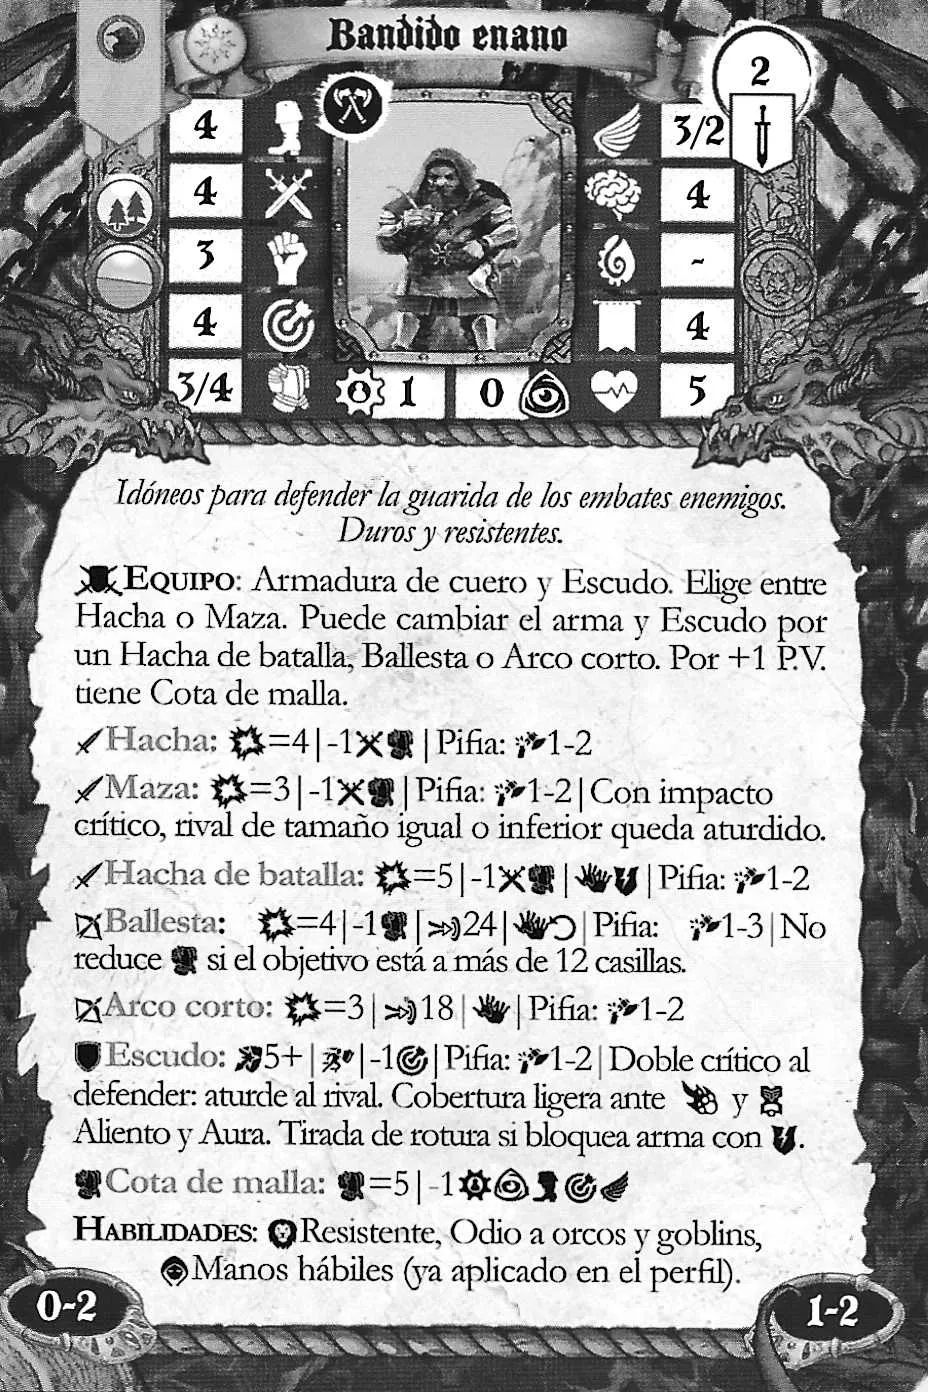 Bandido enano
2
4
3/2
4
4
3
-
4
4
3/4
1
0
5
Idóneos para defender la guarida de los embates enemigos.
Duros y resistentes.
EQUIPO: Armadura de cuero y Escudo. Elige entre
Hacha o Maza. Puede cambiar el arma y Escudo por
un Hacha de batalla, Ballesta o Arco corto. Por +1 P.V.
tiene Cota de malla.
Hacha: =4|-1 |Pifia: 1-2
Maza: =3|-1 |Pifia: 1-2|Con impacto
crítico, rival de tamaño igual o inferior queda aturdido.
Hacha de batalla: =5|-1 | |Pifia: 1-2
Ballesta: =4|-1 | 24| |Pifia: 1-3|No
reduce si el objetivo está a más de 12 casillas.
Arco corto: =3| 18| |Pifia: 1-2
Escudo: 5+| |-1 |Pifia: 1-2|Doble crítico al
defender: aturde al rival. Cobertura ligera ante y
Aliento y Aura. Tirada de rotura si bloquea arma con .
Cota de malla: =5|-1
HABILIDADES: Resistente, Odio a orcos y goblins,
Manos hábiles (ya aplicado en el perfil).
0-2
1-2